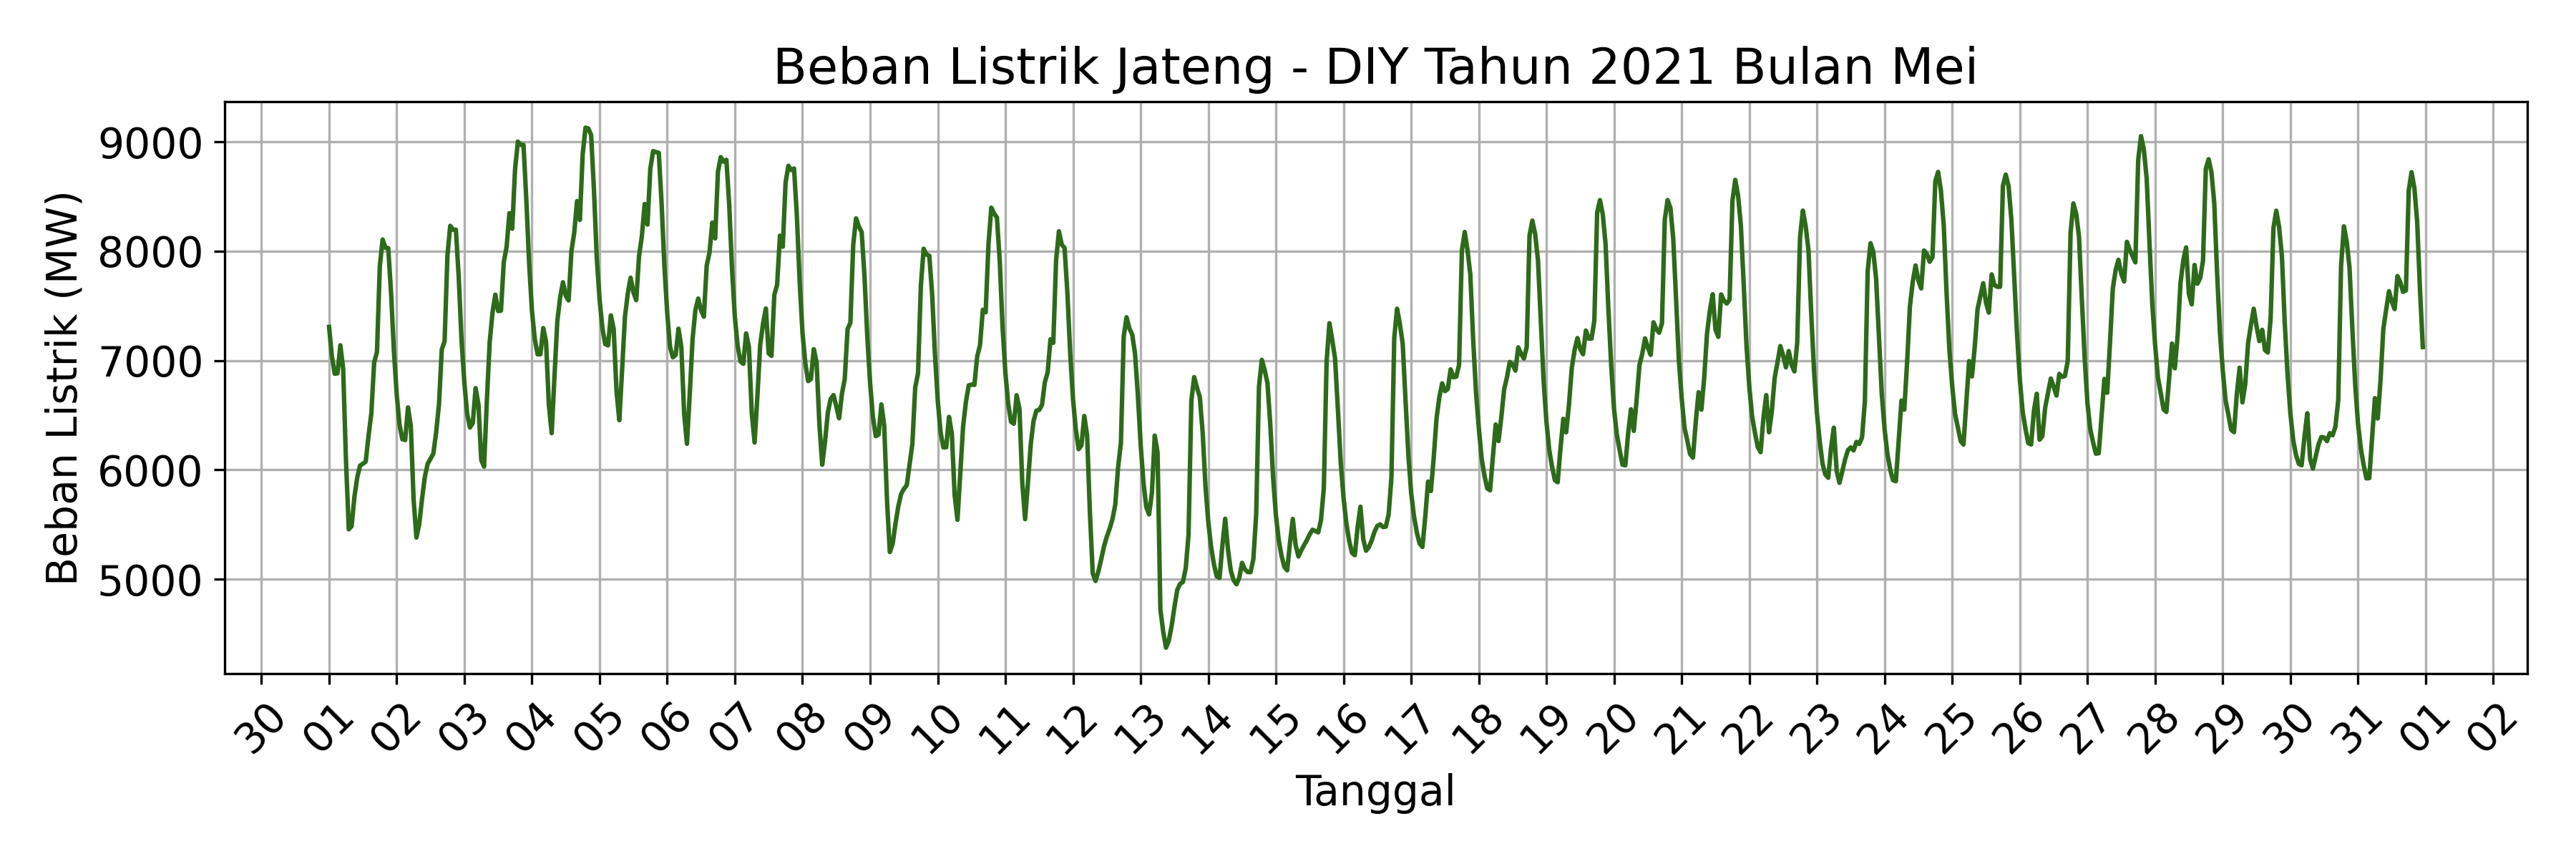 Beban Listrik Jateng - DIY Tahun 2021 Bulan Mei
Beban Listrik (MW)
9000
8000
7000
6000
5000
30 01 02 03 04 05 06 07 08 09 10 11 12 13 14 15 16 17 18 19 20 21 22 23 24 25 26 27 28 29 30 31 01 02
Tanggal